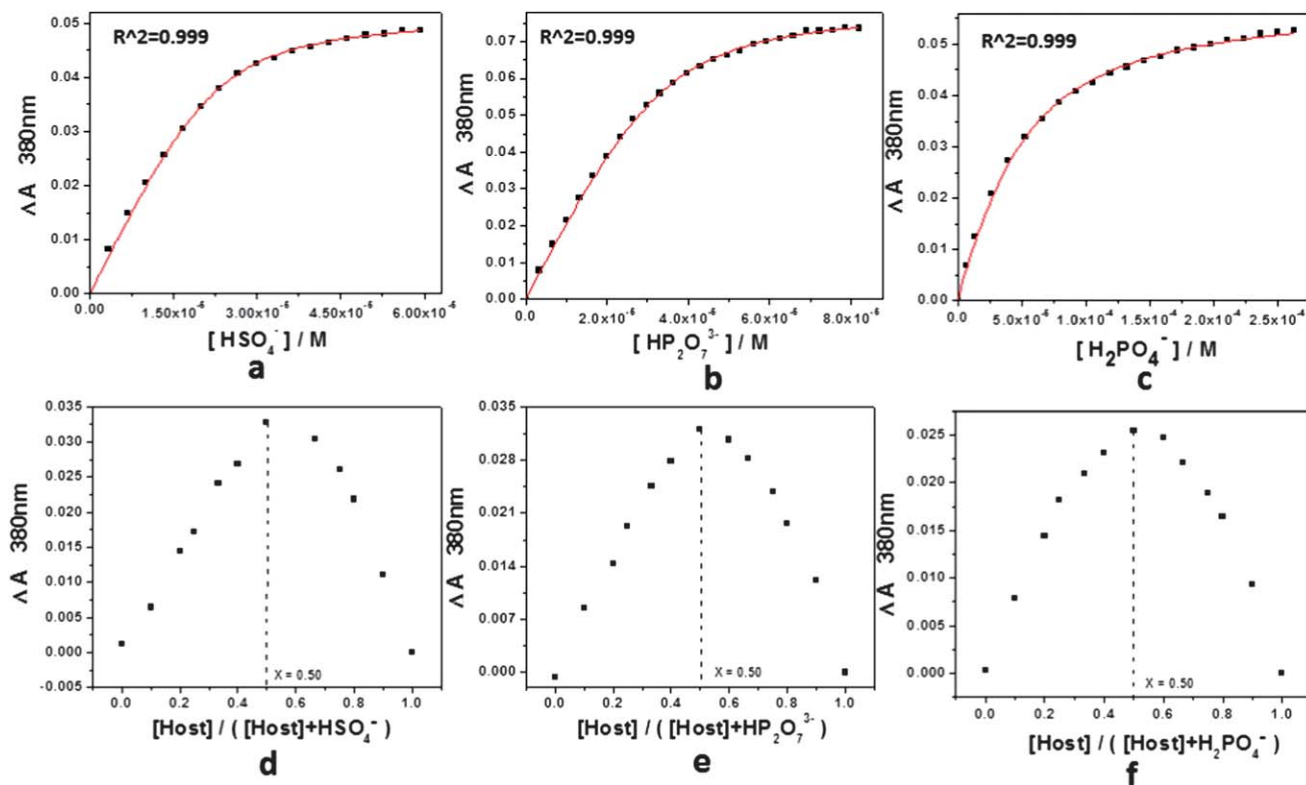 0.05
0.04
0.03
0.02
0.01
0.00
Λ A 380nm
R^2=0.999
0.00 1.50x10⁻⁵ 3.00x10⁻⁵ 4.50x10⁻⁵ 6.00x10⁻⁵
[HSO₄⁻] / M
a
0.07
0.06
0.05
0.04
0.03
0.02
0.01
0.00
Λ A 380nm
R^2=0.999
0.0 2.0x10⁻⁵ 4.0x10⁻⁵ 6.0x10⁻⁵ 8.0x10⁻⁵
[HP₂O₇³⁻] / M
b
0.05
0.04
0.03
0.02
0.01
0.00
Λ A 380nm
R^2=0.999
0.0 5.0x10⁻⁵ 1.0x10⁻⁴ 1.5x10⁻⁴ 2.0x10⁻⁴ 2.5x10⁻⁴
[H₂PO₄⁻] / M
c
0.035
0.030
0.025
0.020
0.015
0.010
0.005
0.000
-0.005
Λ A 380nm
X = 0.50
0.0 0.2 0.4 0.6 0.8 1.0
[Host] / ( [Host]+HSO₄⁻)
d
0.035
0.028
0.021
0.014
0.007
0.000
Λ A 380nm
X = 0.50
0.0 0.2 0.4 0.6 0.8 1.0
[Host] / ( [Host]+HP₂O₇³⁻)
e
0.025
0.020
0.015
0.010
0.005
0.000
Λ A 380nm
X = 0.50
0.0 0.2 0.4 0.6 0.8 1.0
[Host] / ( [Host]+H₂PO₄⁻)
f